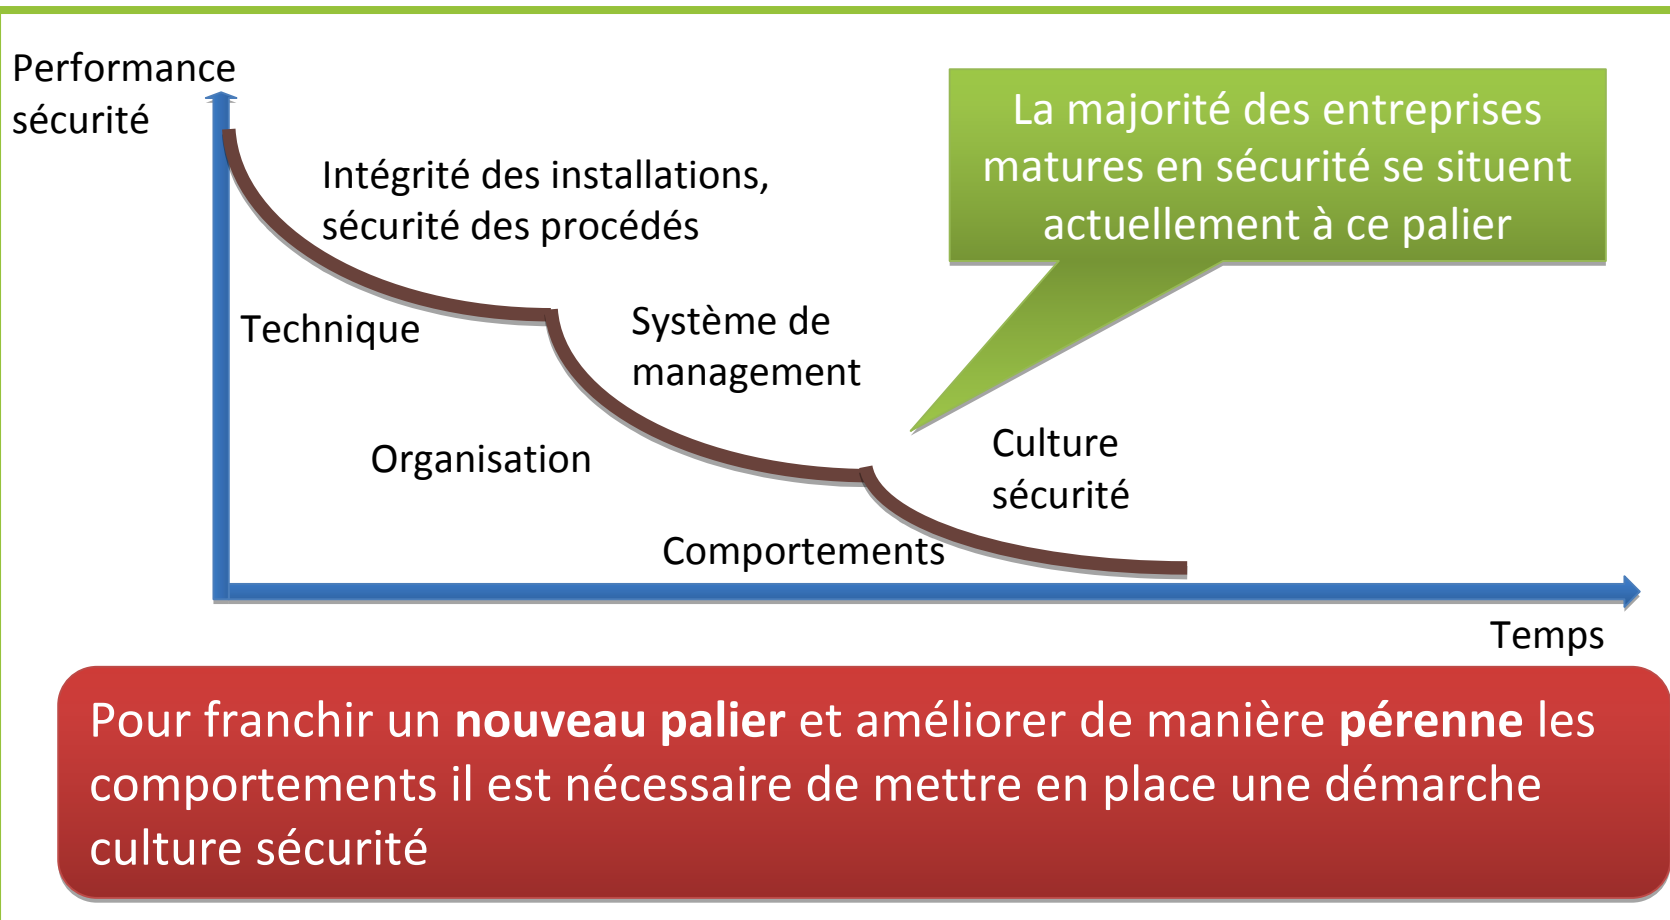 Performance
sécurité
La majorité des entreprises
matures en sécurité se situent
actuellement à ce palier
Intégrité des installations,
sécurité des procédés
Technique
Système de
management
Organisation
Culture
sécurité
Comportements
Temps
Pour franchir un nouveau palier et améliorer de manière pérenne les
comportements il est nécessaire de mettre en place une démarche
culture sécurité